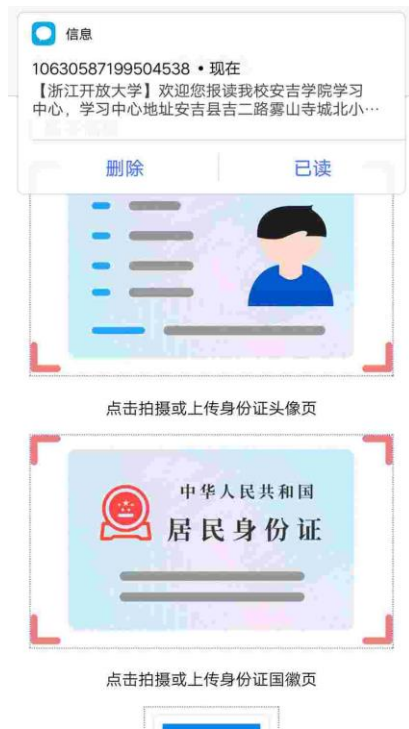 信息
10630587199504538 • 现在
【浙江开放大学】欢迎您报读我校安吉学院学习
中心，学习中心地址安吉县吉二路雾山寺城北小…
删除
已读
点击拍摄或上传身份证头像页
中华人民共和国
居民身份证
点击拍摄或上传身份证国徽页